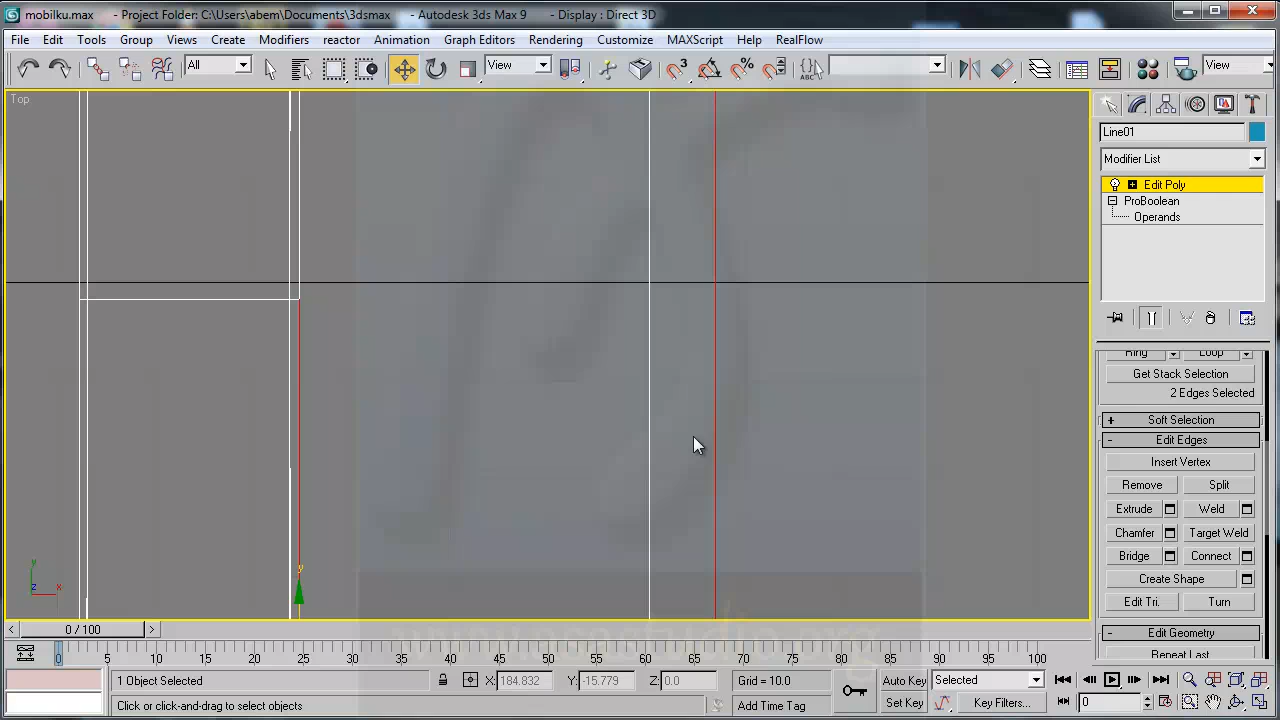 mobilku.max - Project Folder: C:\Users\abem\Documents\3dsmax - Autodesk 3ds Max 9 - Display : Direct 3D
File Edit Tools Group Views Create Modifiers reactor Animation Graph Editors Rendering Customize MAXScript Help RealFlow
All View 3 % ABC View
Top
Line01
Modifier List
Edit Poly
ProBoolean
Operands
Ring Loop
Get Stack Selection
2 Edges Selected
+ Soft Selection
- Edit Edges
Insert Vertex
Remove Split
Extrude Weld
Chamfer Target Weld
Bridge Connect
Create Shape
Edit Tri. Turn
- Edit Geometry
Repeat Last
y
y
z x
< 0 / 100 >
0 5 10 15 20 25 30 35 40 45 50 55 60 65 70 75 80 85 90 95 100
1 Object Selected X: 184.832 Y: -15.779 Z: 0.0 Grid = 10.0 Auto Key Selected
Click or click-and-drag to select objects Add Time Tag Set Key Key Filters... 0